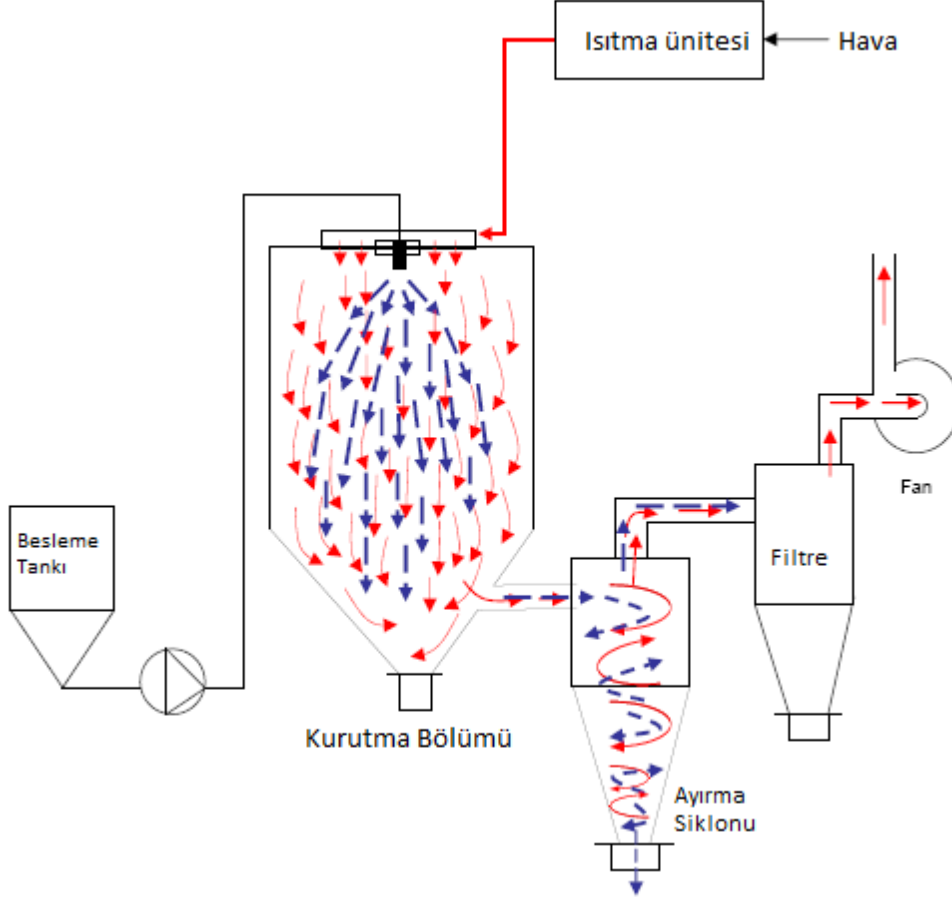 Isıtma ünitesi
Hava
Besleme
Tankı
Kurutma Bölümü
Ayırma
Siklonu
Filtre
Fan